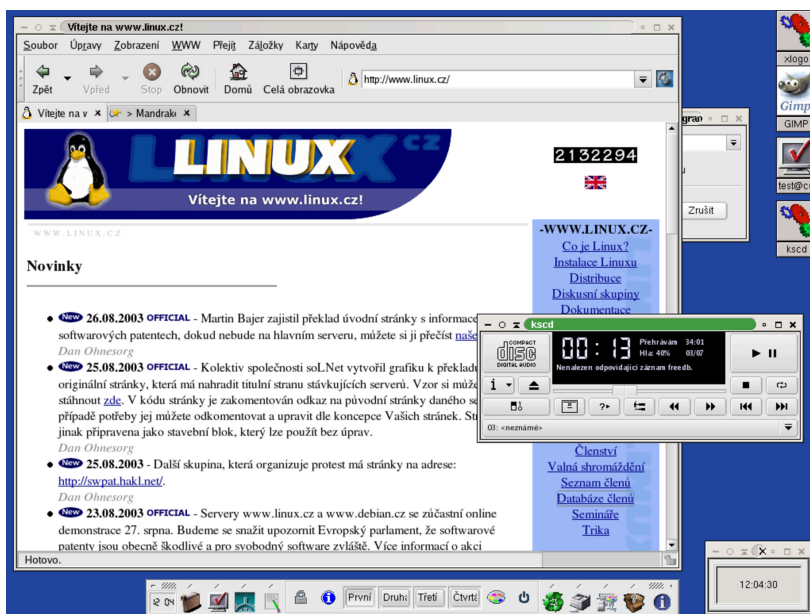 Vítejte na www.linux.cz!
Soubor Úpravy Zobrazení WWW Přejít Záložky Karty Nápověda
Zpět Vpřed Stop Obnovit Domů Celá obrazovka http://www.linux.cz/
Vítejte na v > Mandrake
LINUX CZ
Vítejte na www.linux.cz!
2132294
WWW.LINUX.CZ
Novinky
New 26.08.2003 OFFICIAL - Martin Bajer zajistil překlad úvodní stránky s informace
softwarových patentech, dokud nebude na hlavním serveru, můžete si ji přečíst naše
Dan Ohnesorg
New 25.08.2003 OFFICIAL - Kolektiv společnosti soLNet vytvořil grafiku k překladu
originální stránky, která má nahradit titulní stranu stávkujících serverů. Vzor si může
stáhnout zde. V kódu stránky je zakomentován odkaz na původní stránky daného se
případě potřeby jej můžete odkomentovat a upravit dle koncepce Vašich stránek. Str
jinak připravena jako stavební blok, který lze použít bez úprav.
Dan Ohnesorg
New 25.08.2003 - Další skupina, která organizuje protest má stránky na adrese:
http://swpat.hakl.net/.
Dan Ohnesorg
New 23.08.2003 OFFICIAL - Servery www.linux.cz a www.debian.cz se zúčastní online
demonstrace 27. srpna. Budeme se snažit upozornit Evropský parlament, že softwarové
patenty jsou obecně škodlivé a pro svobodný software zvláště. Více informací o akci
-WWW.LINUX.CZ-
Co je Linux?
Instalace Linuxu
Distribuce
Diskusní skupiny
Dokumentace
Členství
Valná shromáždění
Seznam členů
Databáze členů
Semináře
Trika
Hotovo.
gram
u
Zrušit
kscd
COMPACT
disc
DIGITAL AUDIO
00:13
Přehrávám 34:01
Hla: 40% 03/07
Nenalezen odpovídající záznam freedb.
03: <neznámé>
xlogo
Gimp
GIMP
test@c
kscd
12 04 První Druhá Třetí Čtvrtá
12:04:30